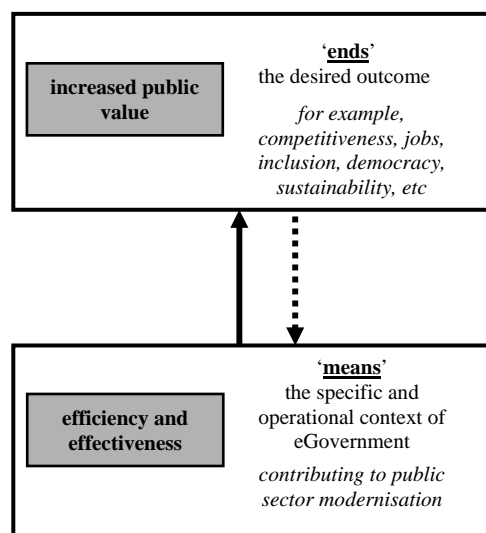 increased public
value
‘ends’
the desired outcome
for example,
competitiveness, jobs,
inclusion, democracy,
sustainability, etc
efficiency and
effectiveness
‘means’
the specific and
operational context of
eGovernment
contributing to public
sector modernisation